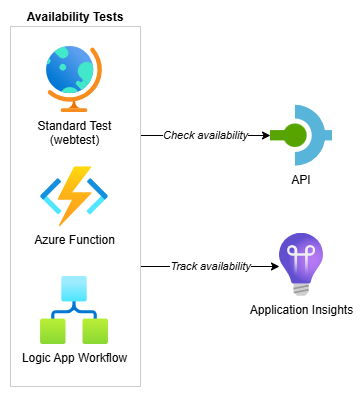 Availability Tests
Standard Test
(webtest)
Check availability
API
Azure Function
Track availability
Application Insights
Logic App Workflow